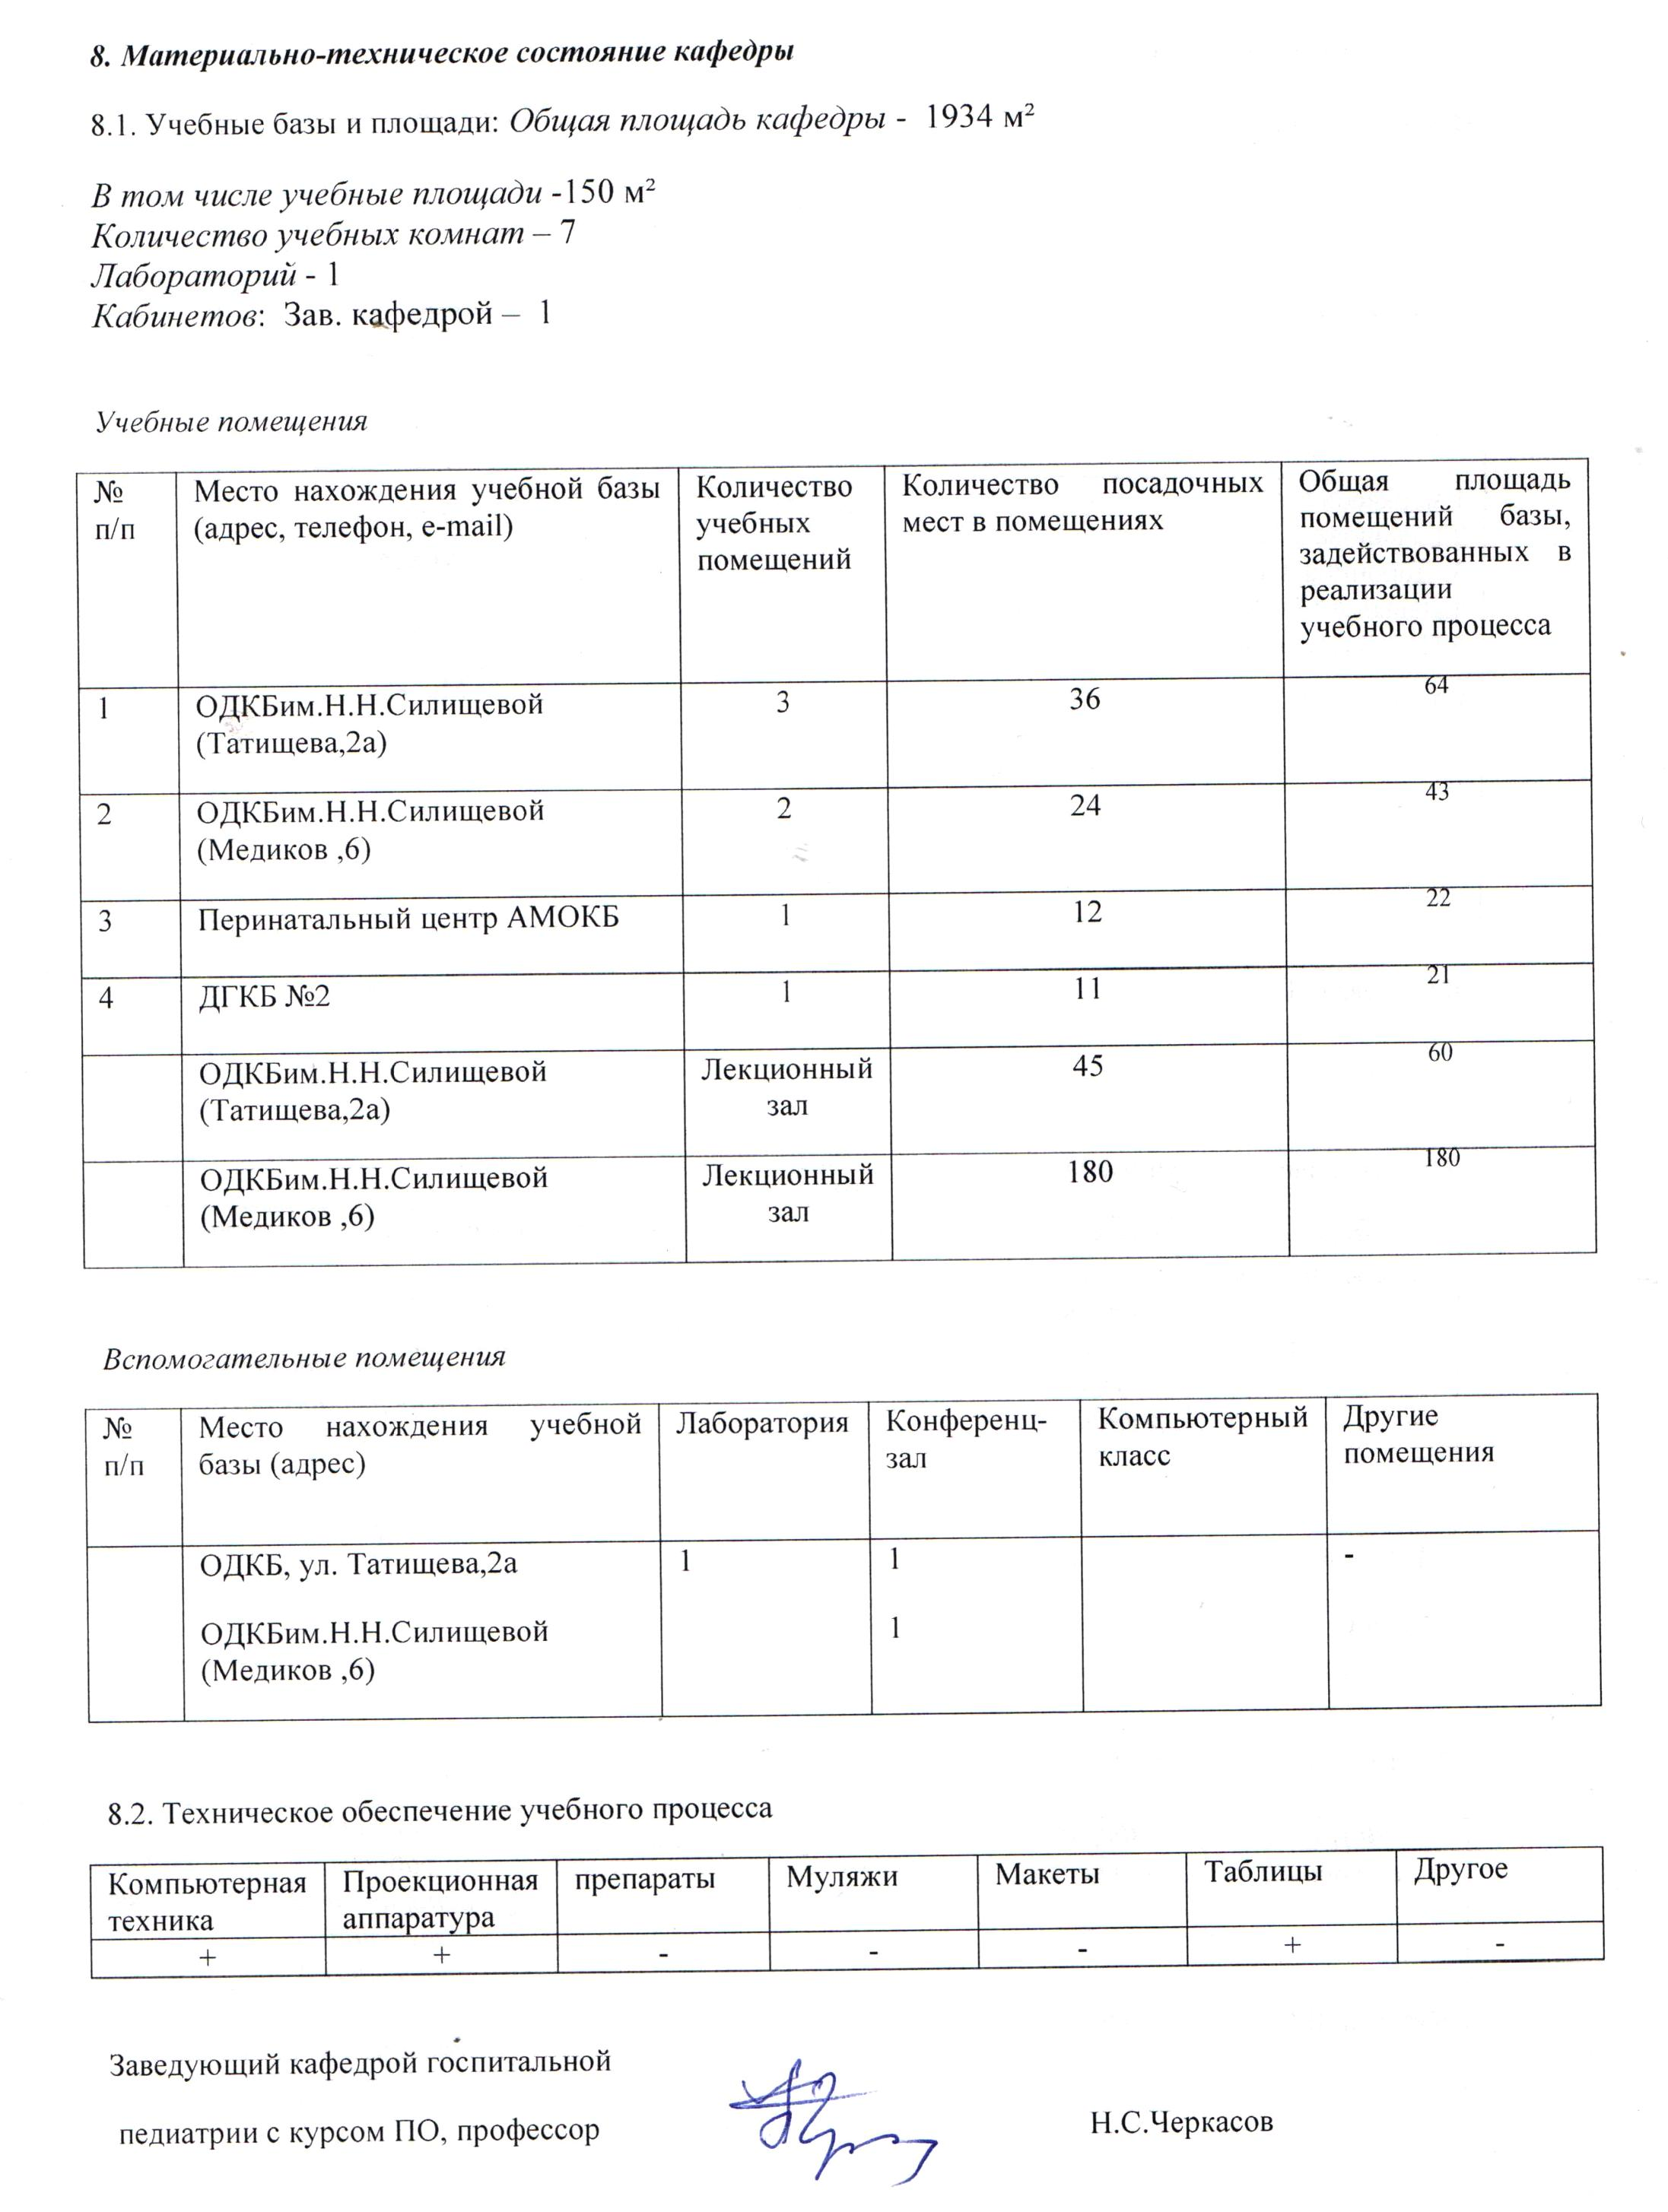 8. Материально-техническое состояние кафедры
8.1. Учебные базы и площади: Общая площадь кафедры - 1934 м²
В том числе учебные площади -150 м²
Количество учебных комнат – 7
Лабораторий - 1
Кабинетов: Зав. кафедрой – 1
Учебные помещения
№ п/п
Место нахождения учебной базы
(адрес, телефон, e-mail)
Количество
учебных
помещений
Количество посадочных
мест в помещениях
Общая площадь
помещений базы,
задействованных в
реализации
учебного процесса
1
ОДКБим.Н.Н.Силищевой
(Татищева,2а)
3
36
64
2
ОДКБим.Н.Н.Силищевой
(Медиков ,6)
2
24
43
3
Перинатальный центр АМОКБ
1
12
22
4
ДГКБ №2
1
11
21
ОДКБим.Н.Н.Силищевой
(Татищева,2а)
Лекционный
зал
45
60
ОДКБим.Н.Н.Силищевой
(Медиков ,6)
Лекционный
зал
180
180
Вспомогательные помещения
№
п/п
Место нахождения учебной
базы (адрес)
Лаборатория
Конференц-
зал
Компьютерный
класс
Другие
помещения
ОДКБ, ул. Татищева,2а
1
1
-
ОДКБим.Н.Н.Силищевой
(Медиков ,6)
1
8.2. Техническое обеспечение учебного процесса
Компьютерная
техника
Проекционная
аппаратура
препараты
Муляжи
Макеты
Таблицы
Другое
+
+
-
-
-
+
-
Заведующий кафедрой госпитальной
педиатрии с курсом ПО, профессор
Н.С.Черкасов